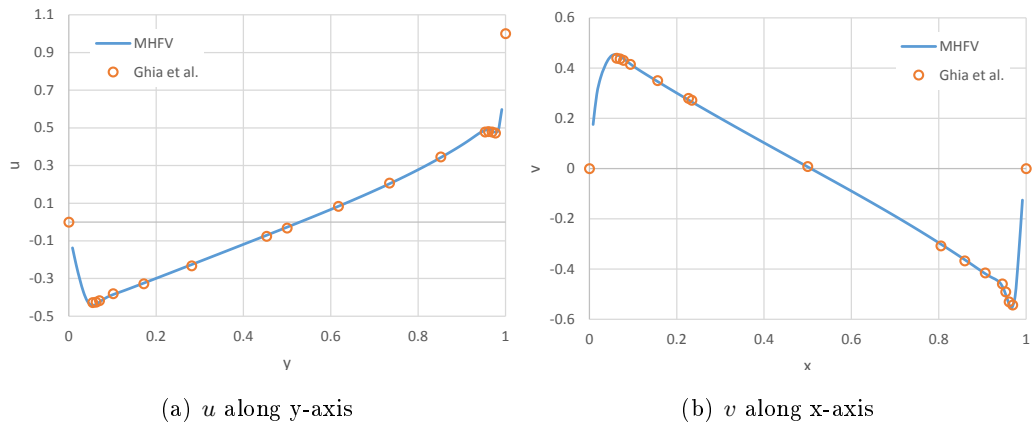 1.1
0.9
0.7
0.5
0.3
0.1
-0.1
-0.3
-0.5
u
0 0.2 0.4 0.6 0.8 1
y
MHFV
Ghia et al.
(a) u along y-axis
0.6
0.4
0.2
0
-0.2
-0.4
-0.6
v
0 0.2 0.4 0.6 0.8 1
x
MHFV
Ghia et al.
(b) v along x-axis